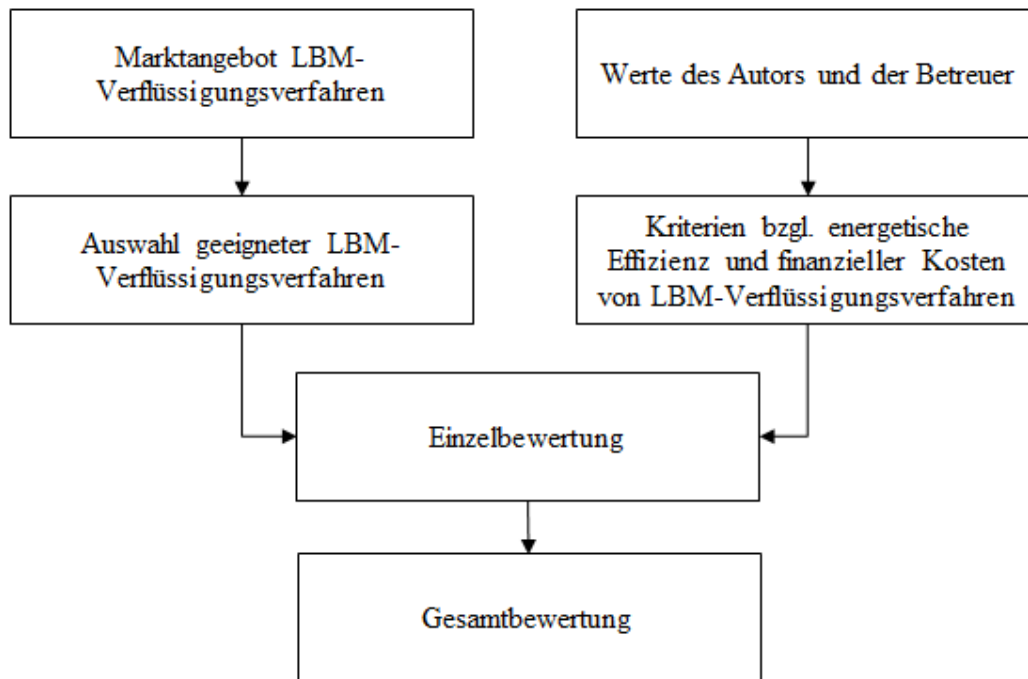 Marktangebot LBM-
Verflüssigungsverfahren
Werte des Autors und der Betreuer
Auswahl geeigneter LBM-
Verflüssigungsverfahren
Kriterien bzgl. energetische
Effizienz und finanzieller Kosten
von LBM-Verflüssigungsverfahren
Einzelbewertung
Gesamtbewertung